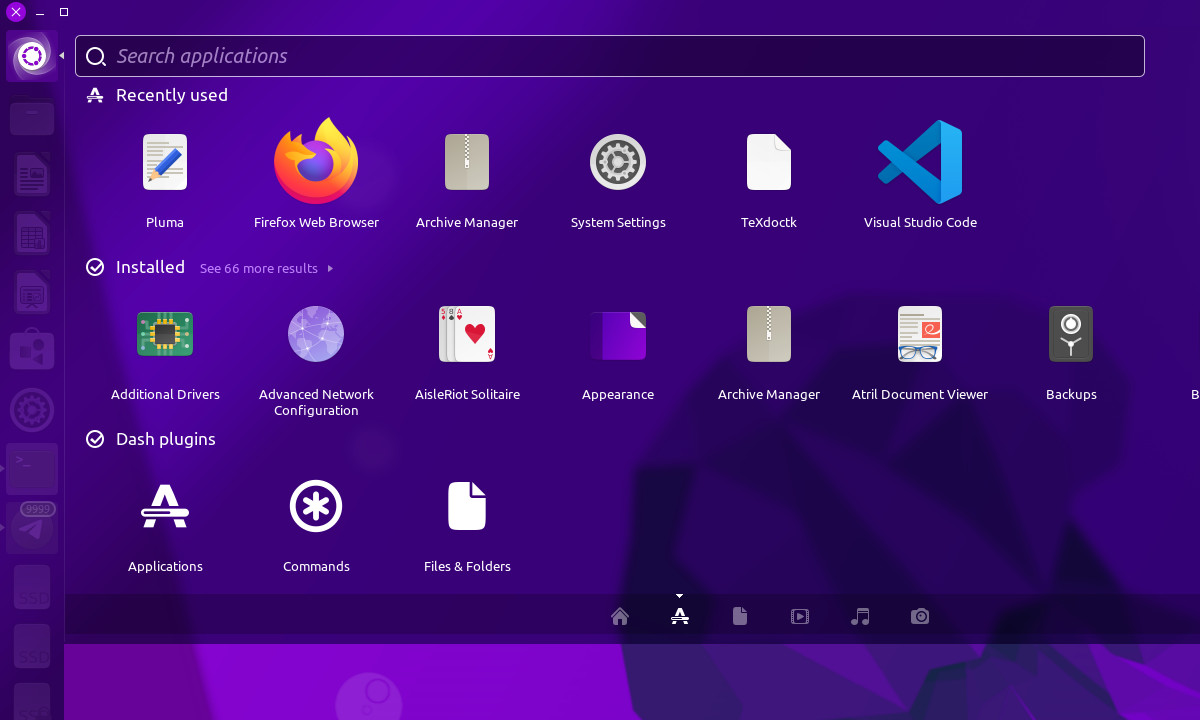 Search applications
Recently used
Pluma
Firefox Web Browser
Archive Manager
System Settings
TeXdoctk
Visual Studio Code
Installed See 66 more results
5 8 A
A
Additional Drivers
Advanced Network
Configuration
AisleRiot Solitaire
Appearance
Archive Manager
Atril Document Viewer
Backups
B
Dash plugins
>_
9999
Applications
Commands
Files & Folders
SSD
SSD
SSD